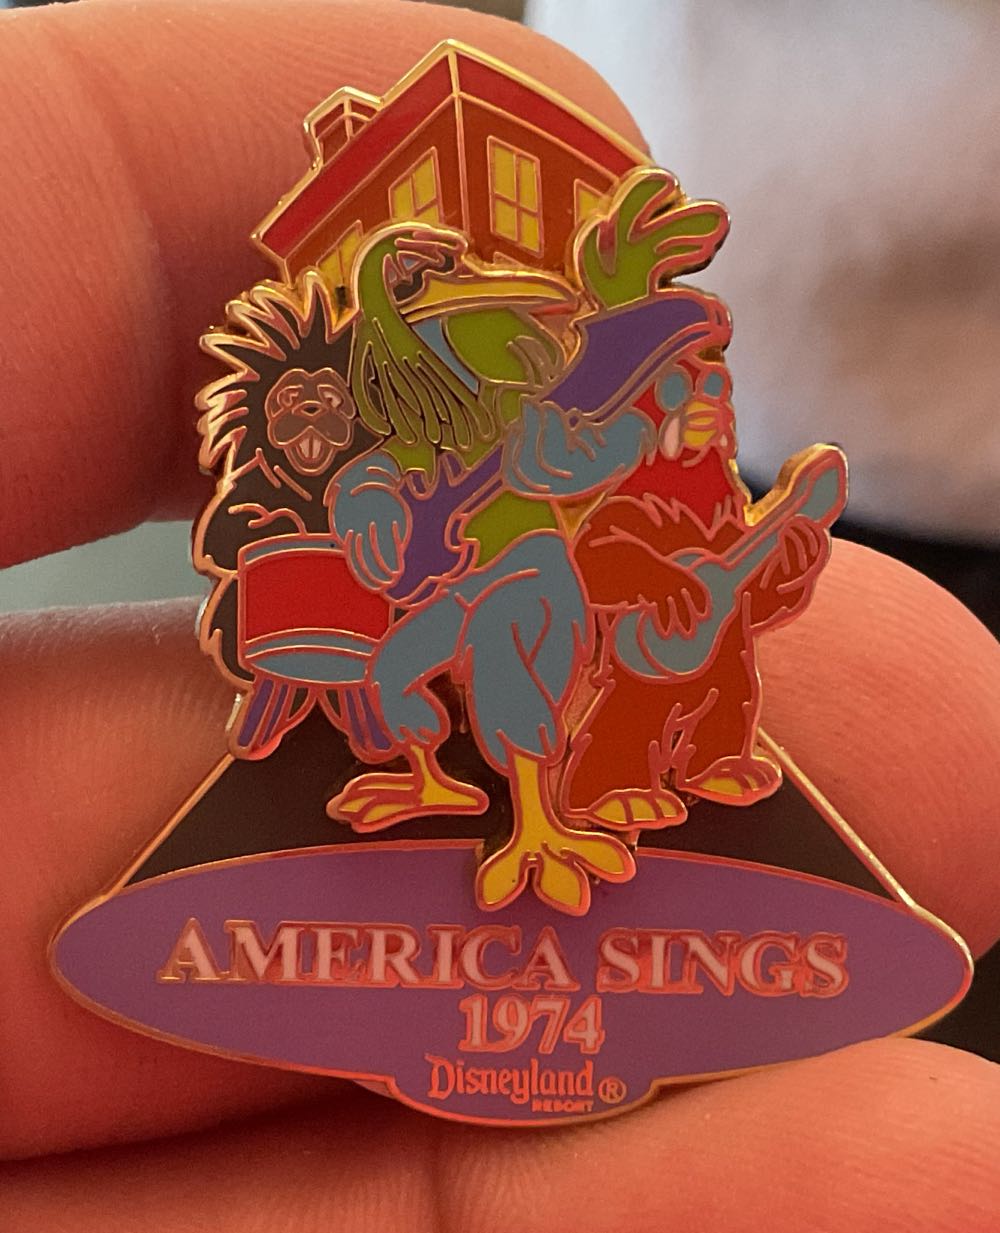 AMERICA SINGS
1974
Disneyland ®
RESORT